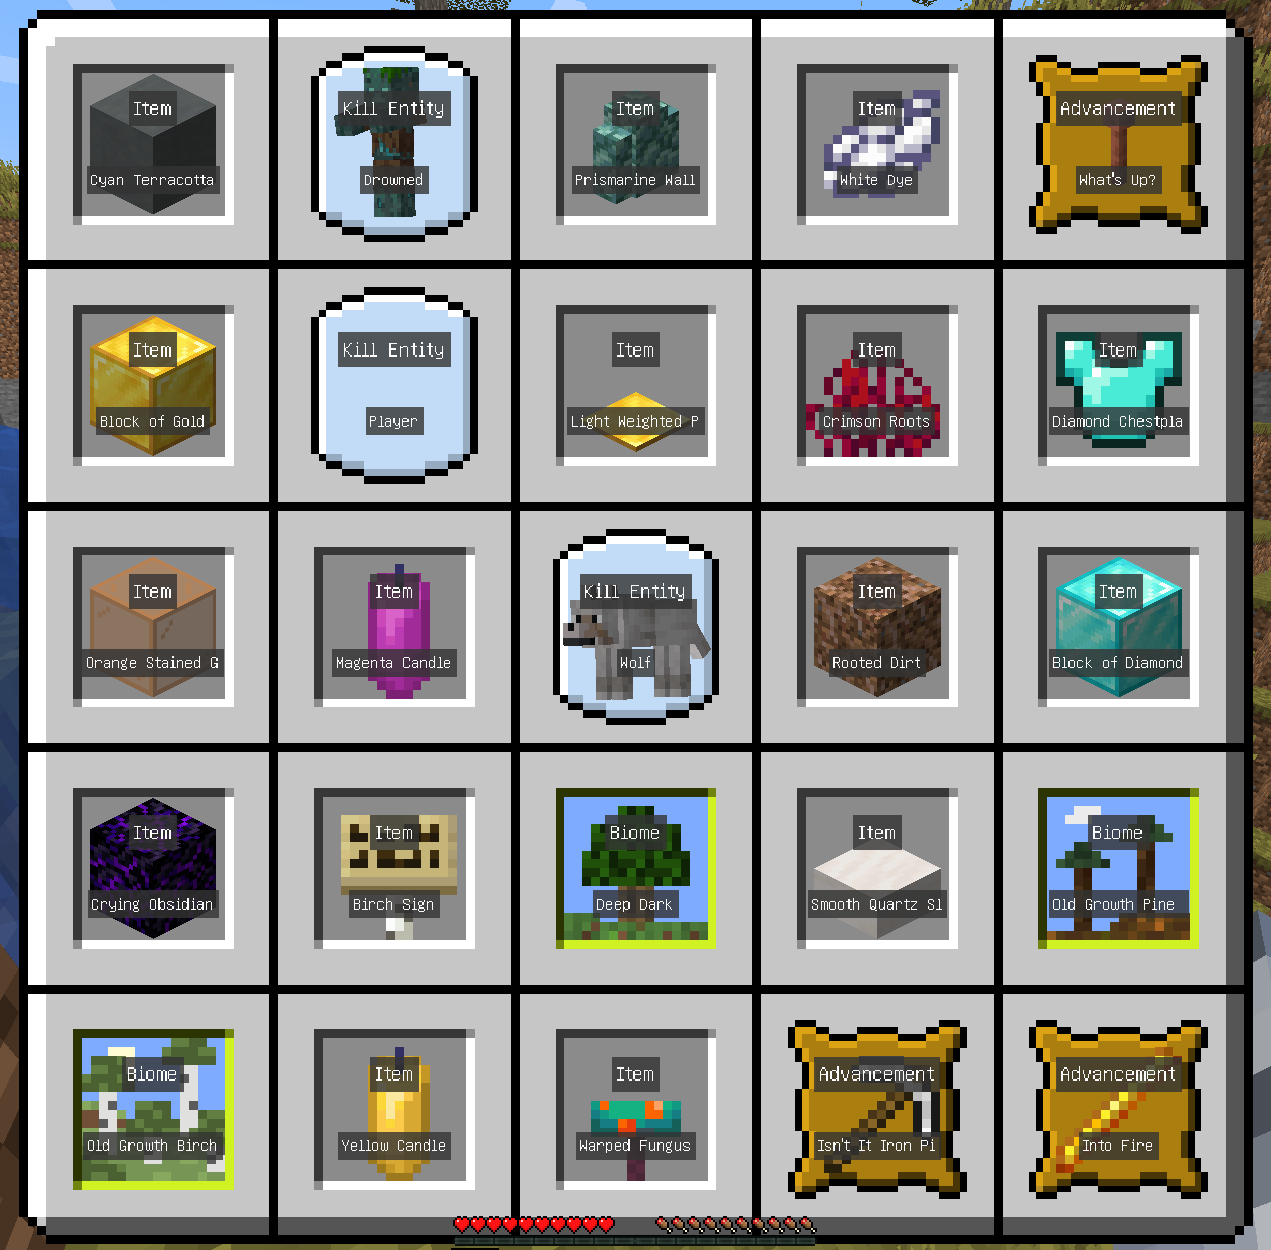 Item
Cyan Terracotta
Kill Entity
Drowned
Item
Prismarine Wall
Item
White Dye
Advancement
What's Up?
Item
Block of Gold
Kill Entity
Player
Item
Light Weighted P
Item
Crimson Roots
Item
Diamond Chestpla
Item
Orange Stained G
Item
Magenta Candle
Kill Entity
Wolf
Item
Rooted Dirt
Item
Block of Diamond
Item
Crying Obsidian
Item
Birch Sign
Biome
Deep Dark
Item
Smooth Quartz Sl
Biome
Old Growth Pine
Biome
Old Growth Birch
Item
Yellow Candle
Item
Warped Fungus
Advancement
Isn't It Iron Pi
Advancement
Into Fire